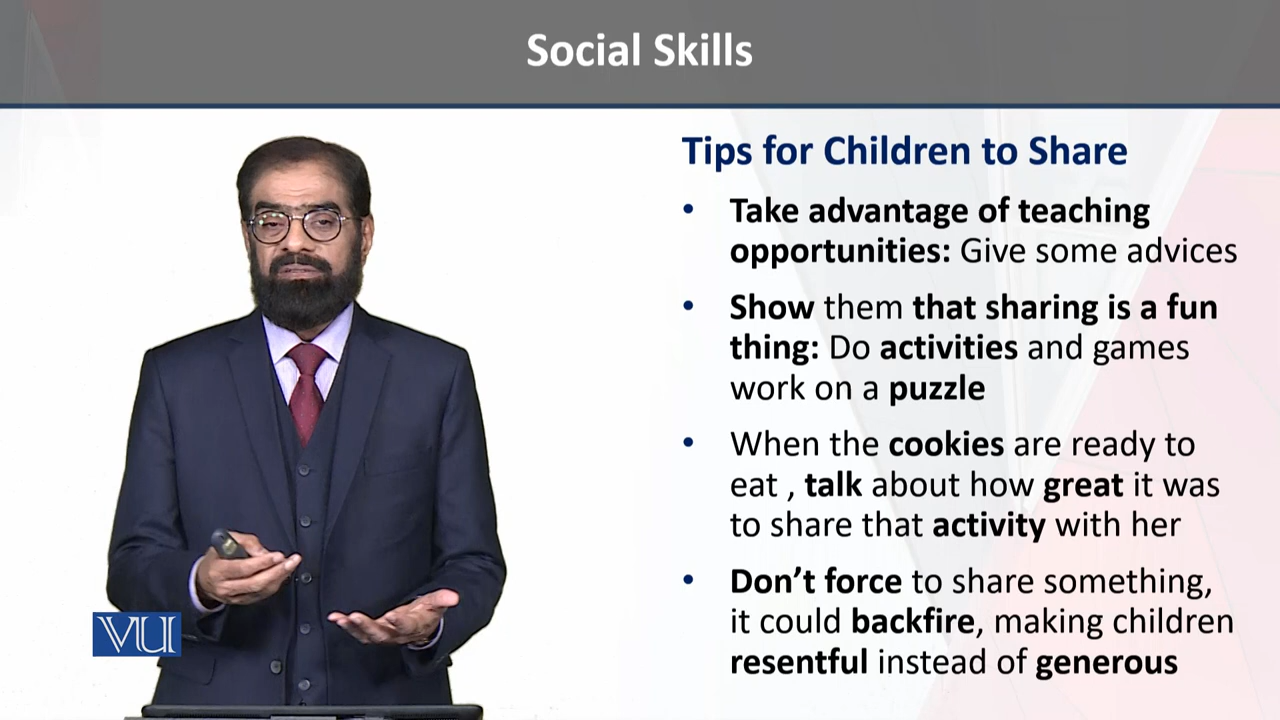 Social Skills
Tips for Children to Share
• Take advantage of teaching
opportunities: Give some advices
• Show them that sharing is a fun
thing: Do activities and games
work on a puzzle
• When the cookies are ready to
eat , talk about how great it was
to share that activity with her
• Don’t force to share something,
it could backfire, making children
resentful instead of generous
VU